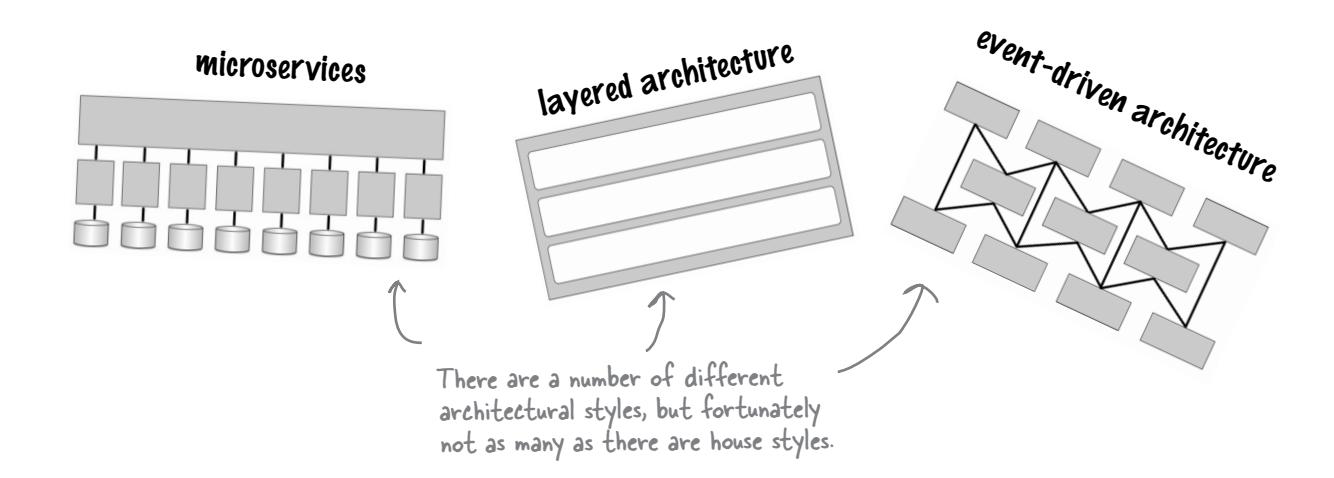 microservices
layered architecture
event-driven architecture
There are a number of different
architectural styles, but fortunately
not as many as there are house styles.